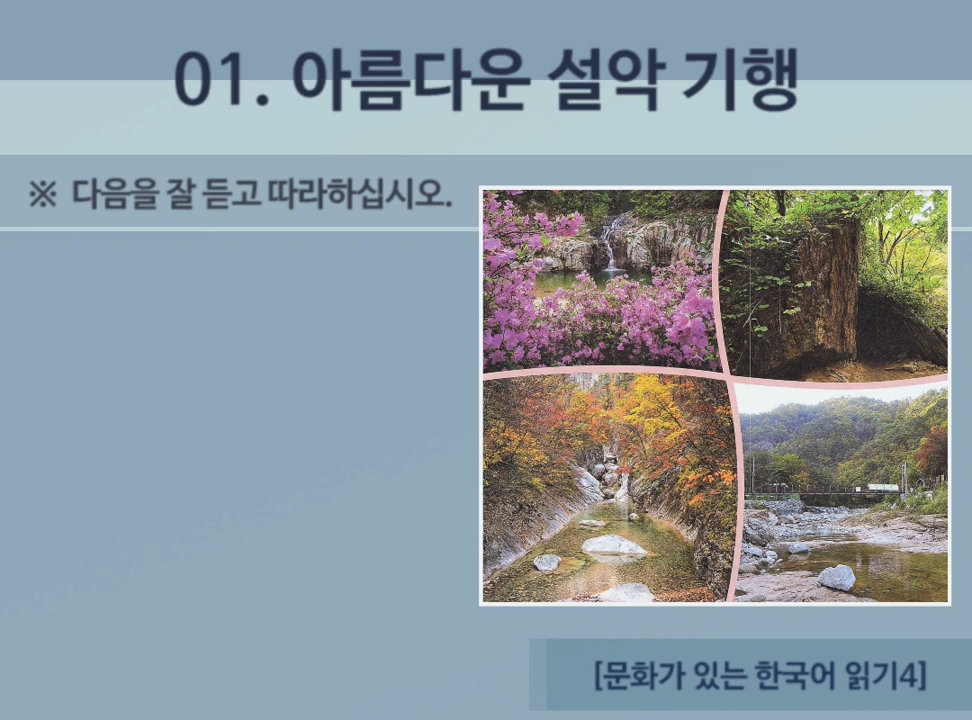 01. 아름다운 설악 기행
※ 다음을 잘 듣고 따라하십시오.
[문화가 있는 한국어 읽기4]